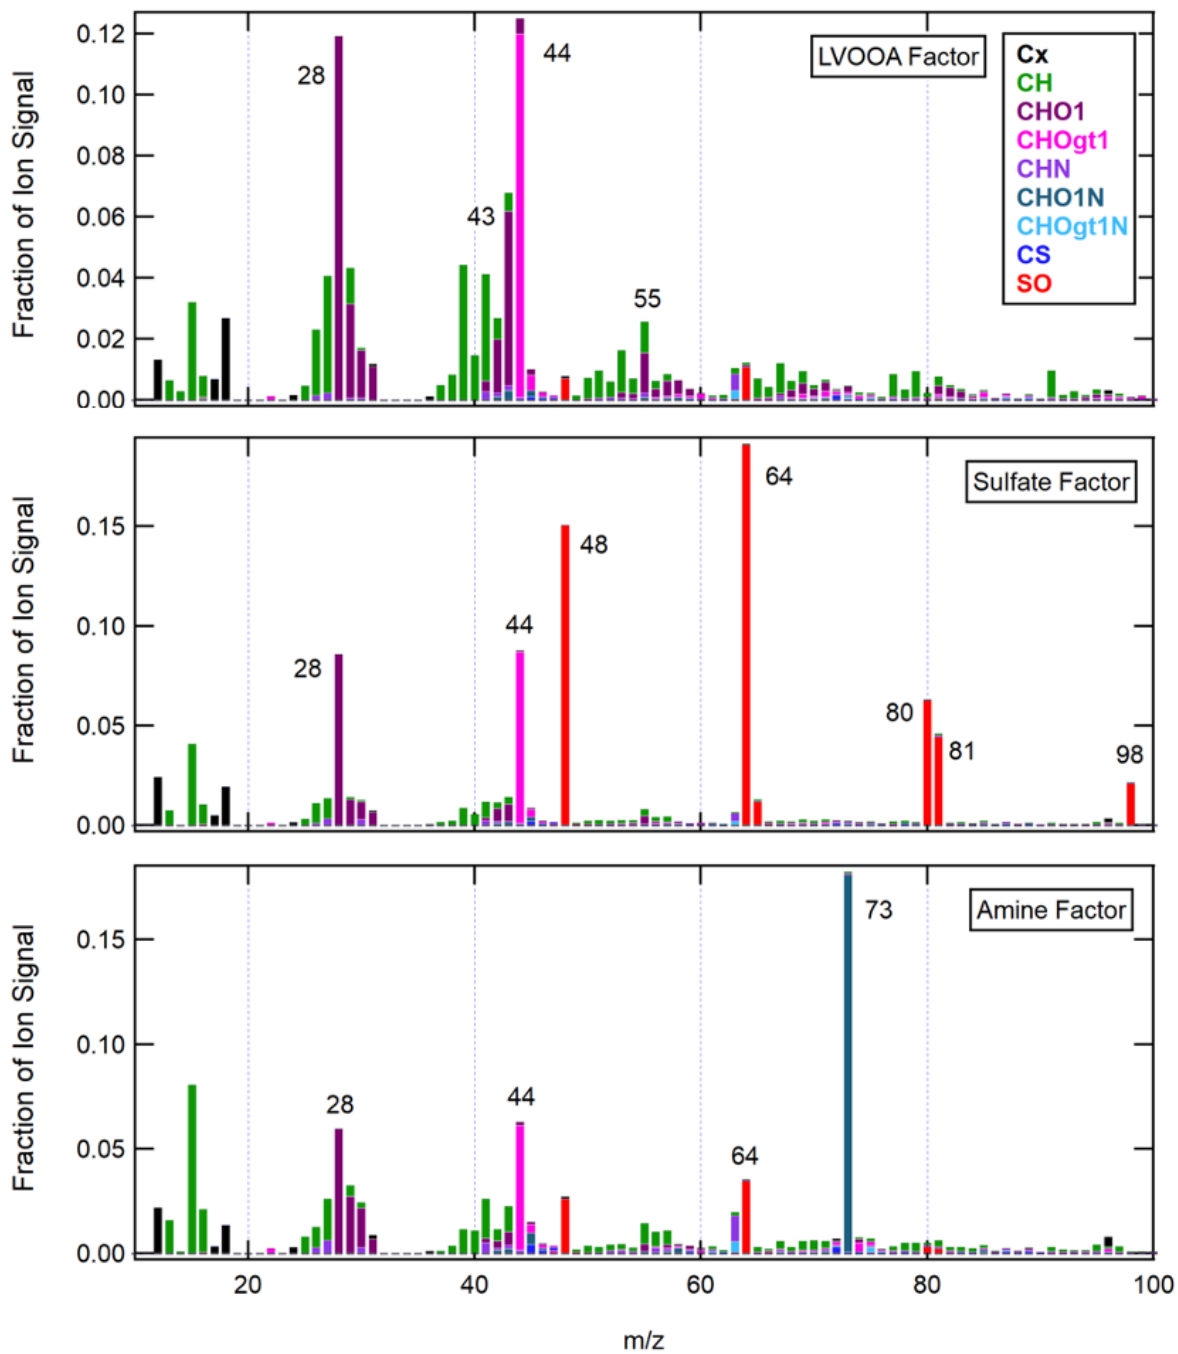 0.12
0.10
0.08
0.06
0.04
0.02
0.00
Fraction of Ion Signal
28
43
44
55
LVOOA Factor
Cx
CH
CHO1
CHOgt1
CHN
CHO1N
CHOgt1N
CS
SO
0.15
0.10
0.05
0.00
Fraction of Ion Signal
28
44
48
64
80
81
98
Sulfate Factor
0.15
0.10
0.05
0.00
Fraction of Ion Signal
28
44
64
73
Amine Factor
20
40
60
80
100
m/z